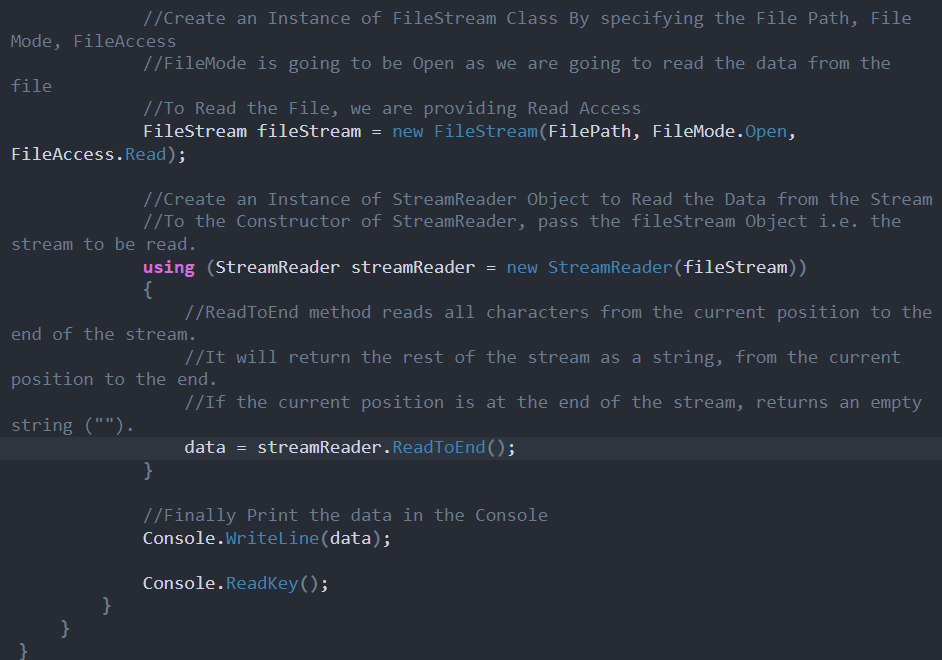 //Create an Instance of FileStream Class By specifying the File Path, File
Mode, FileAccess
//FileMode is going to be Open as we are going to read the data from the
file
//To Read the File, we are providing Read Access
FileStream fileStream = new FileStream(FilePath, FileMode.Open,
FileAccess.Read);
//Create an Instance of StreamReader Object to Read the Data from the Stream
//To the Constructor of StreamReader, pass the fileStream Object i.e. the
stream to be read.
using (StreamReader streamReader = new StreamReader(fileStream))
{
//ReadToEnd method reads all characters from the current position to the
end of the stream.
//It will return the rest of the stream as a string, from the current
position to the end.
//If the current position is at the end of the stream, returns an empty
string ("").
data = streamReader.ReadToEnd();
}
//Finally Print the data in the Console
Console.WriteLine(data);
Console.ReadKey();
}
}
}